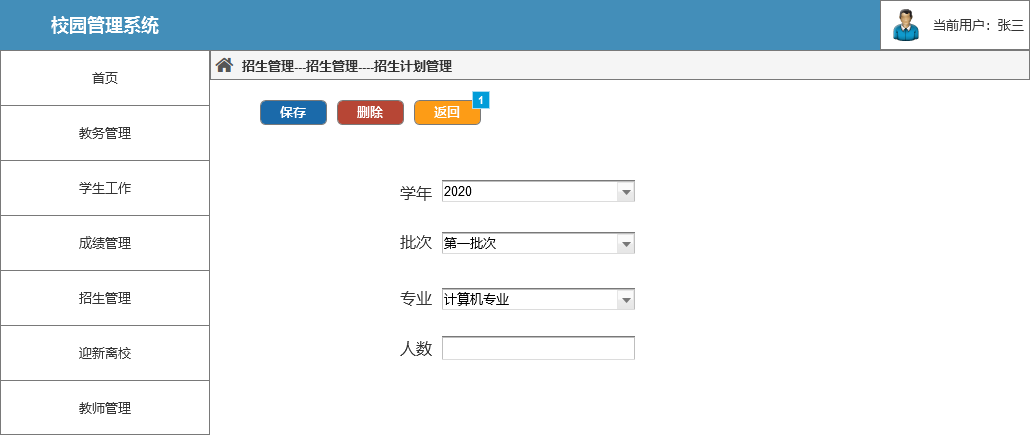 校园管理系统
当前用户：张三
首页
教务管理
学生工作
成绩管理
招生管理
迎新离校
教师管理
招生管理---招生管理----招生计划管理
保存
删除
返回
1
学年 2020
批次 第一批次
专业 计算机专业
人数